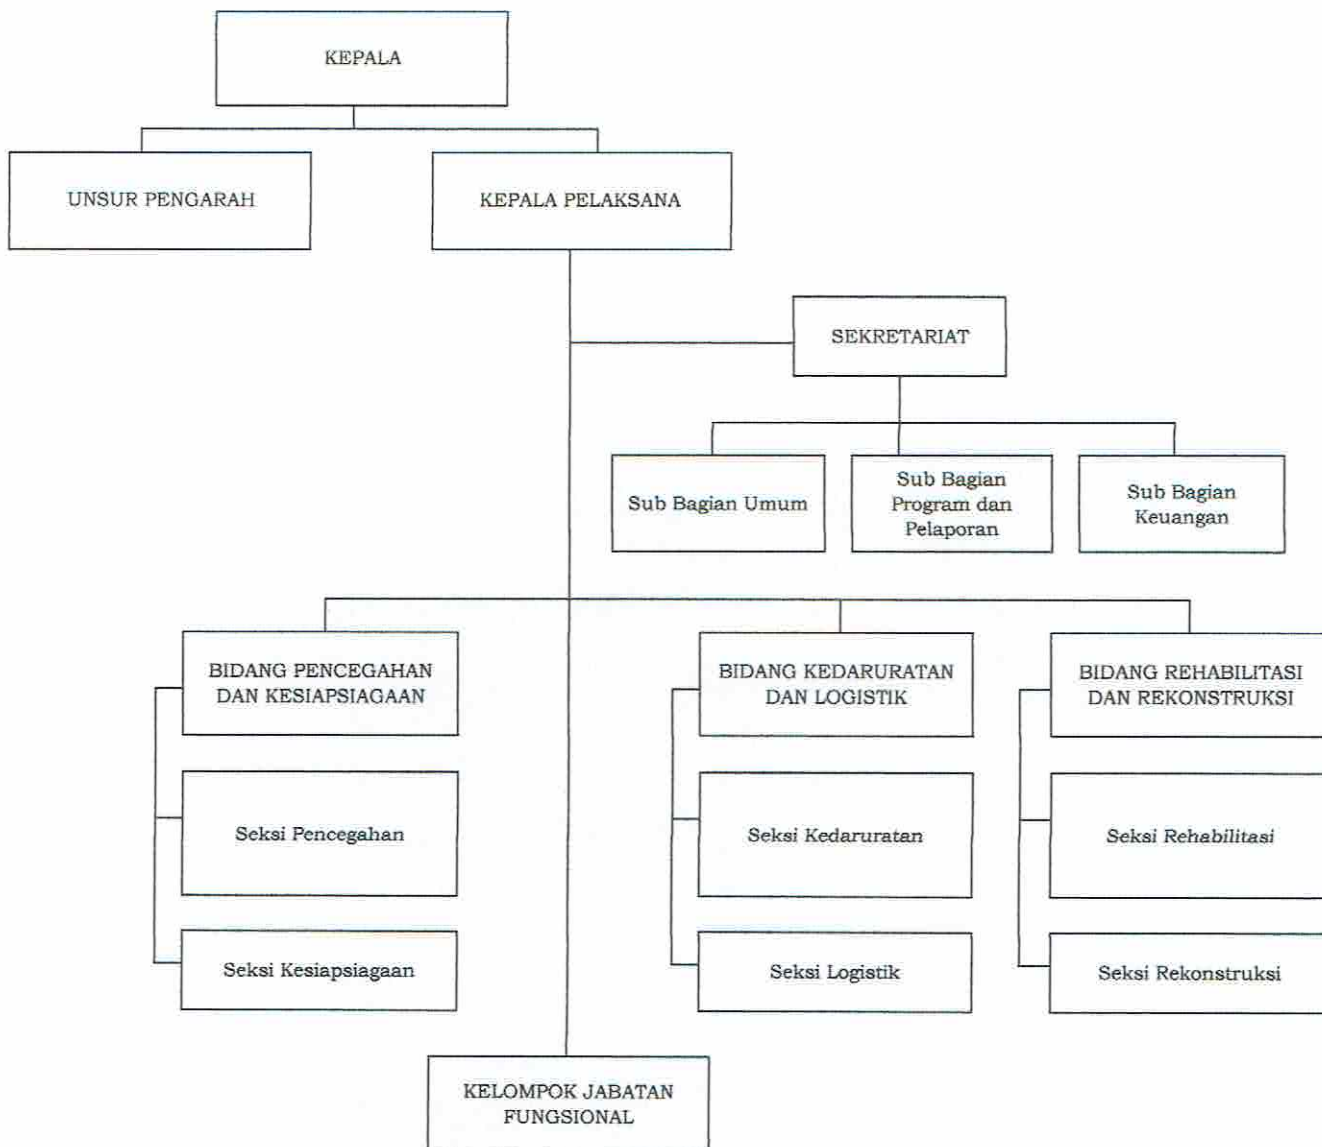 KEPALA
UNSUR PENGARAH
KEPALA PELAKSANA
SEKRETARIAT
Sub Bagian Umum
Sub Bagian
Program dan
Pelaporan
Sub Bagian
Keuangan
BIDANG PENCEGAHAN
DAN KESIAPSIAGAAN
BIDANG KEDARURATAN
DAN LOGISTIK
BIDANG REHABILITASI
DAN REKONSTRUKSI
Seksi Pencegahan
Seksi Kedaruratan
Seksi Rehabilitasi
Seksi Kesiapsiagaan
Seksi Logistik
Seksi Rekonstruksi
KELOMPOK JABATAN
FUNGSIONAL